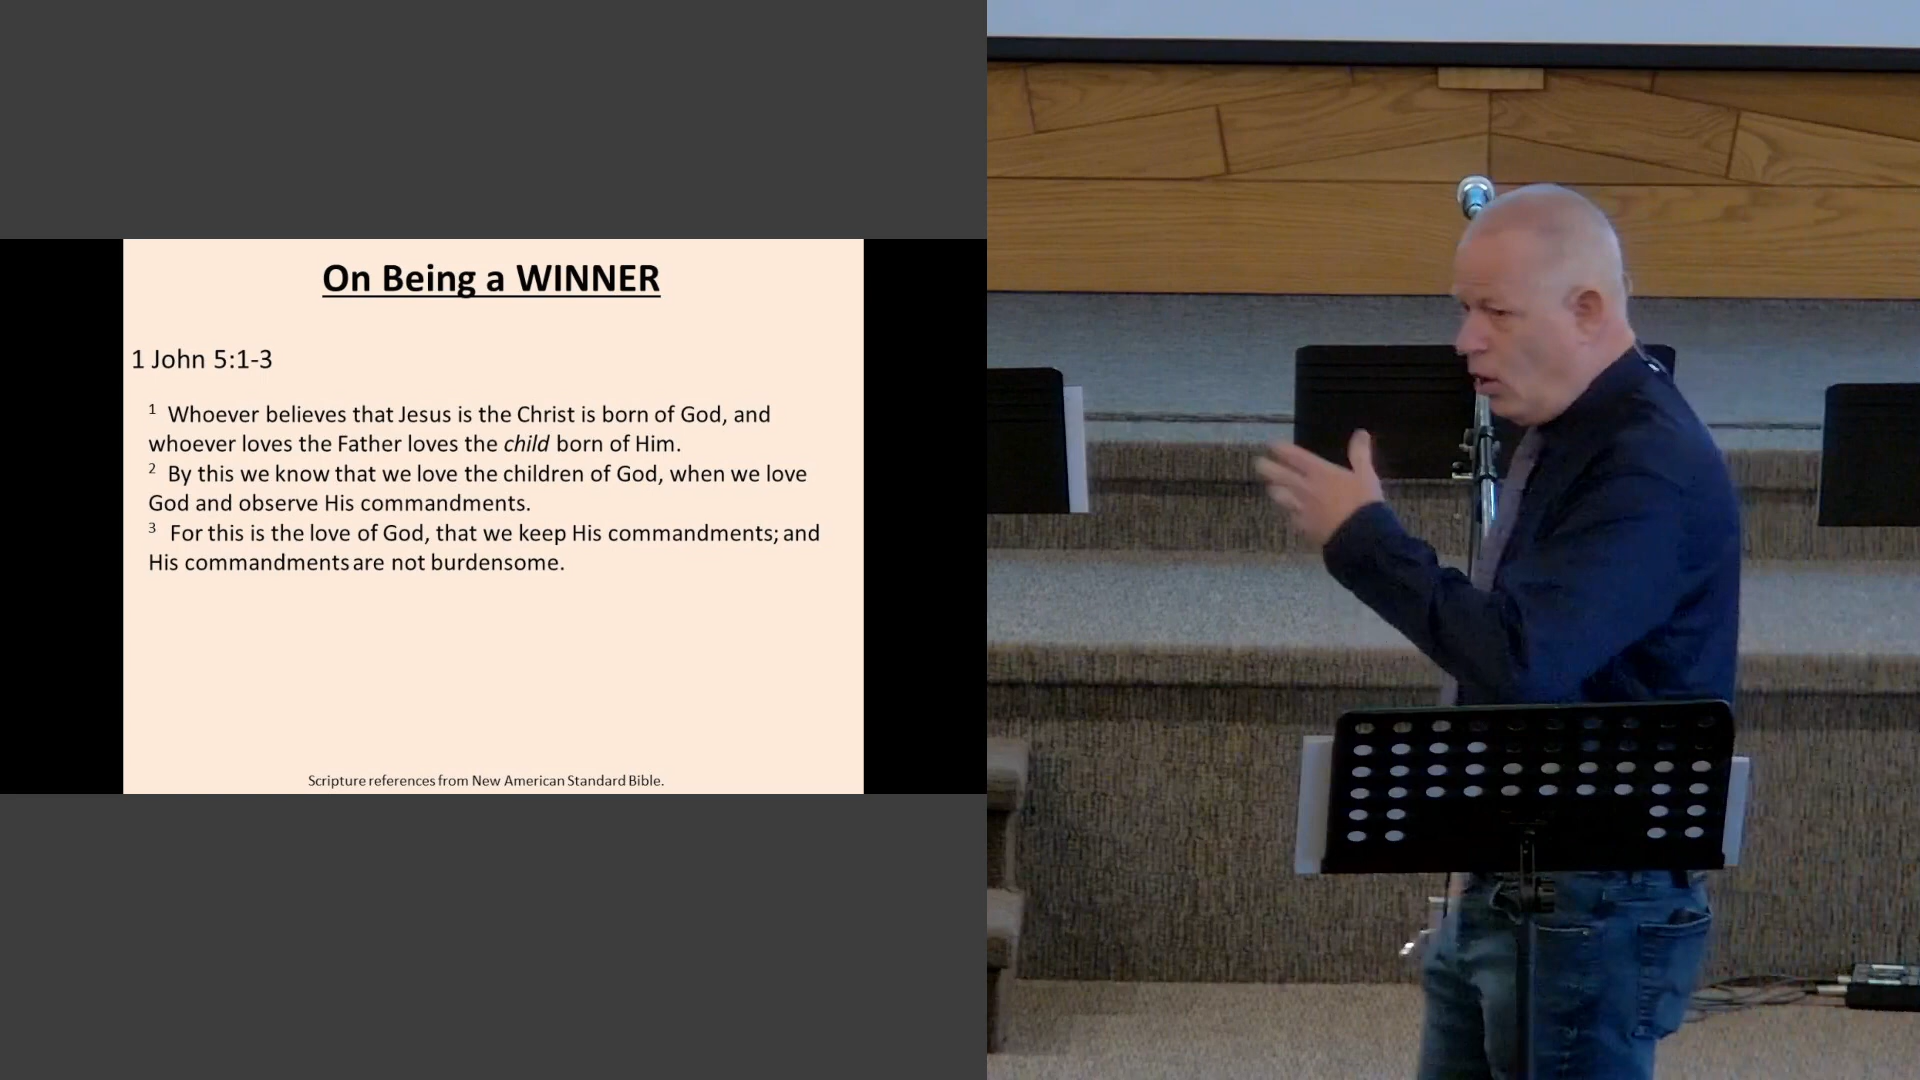 On Being a WINNER
1 John 5:1-3
1 Whoever believes that Jesus is the Christ is born of God, and
whoever loves the Father loves the child born of Him.
2 By this we know that we love the children of God, when we love
God and observe His commandments.
3 For this is the love of God, that we keep His commandments; and
His commandments are not burdensome.
Scripture references from New American Standard Bible.